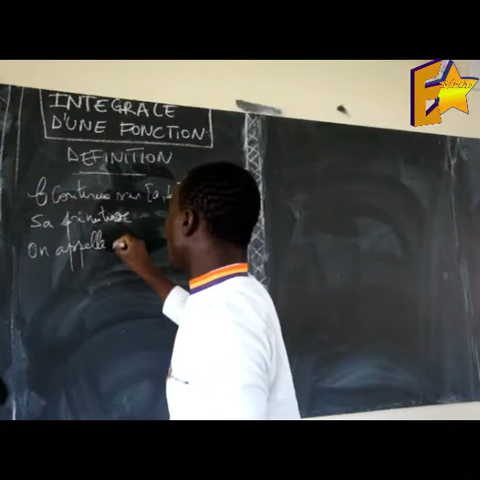 INTEGRALE
D'UNE FONCTION
DEFINITION
f continue sur [a,b]
Sa primitive
On appelle